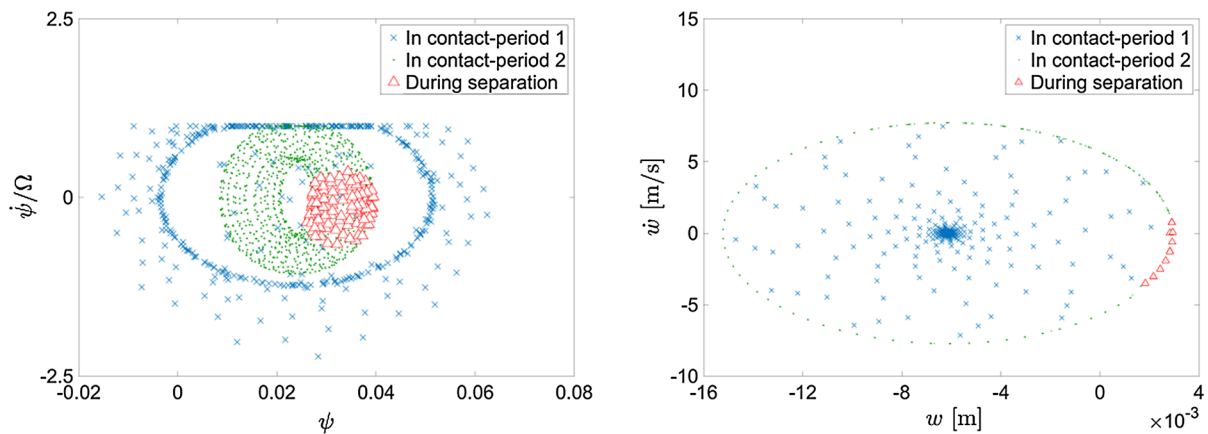 2.5
0
-2.5
ψ̇/Ω
-0.02
0
0.02
0.04
0.06
0.08
ψ
In contact-period 1
In contact-period 2
During separation
15
10
5
0
-5
-10
ẇ [m/s]
-16
-12
-8
-4
0
4
×10⁻³
w [m]
In contact-period 1
In contact-period 2
During separation